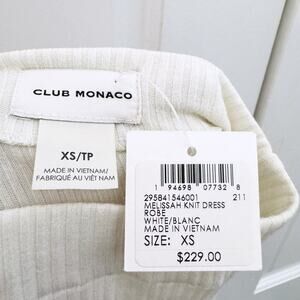 CLUB MONACO
XS/TP
MADE IN VIETNAM/
FABRIQUÉ AU VIÊT NAM
1 94698 07732 8
295841546001 211
MELISSAH KNIT DRESS
ROBE
WHITE/BLANC
MADE IN VIETNAM
SIZE: XS
$229.00